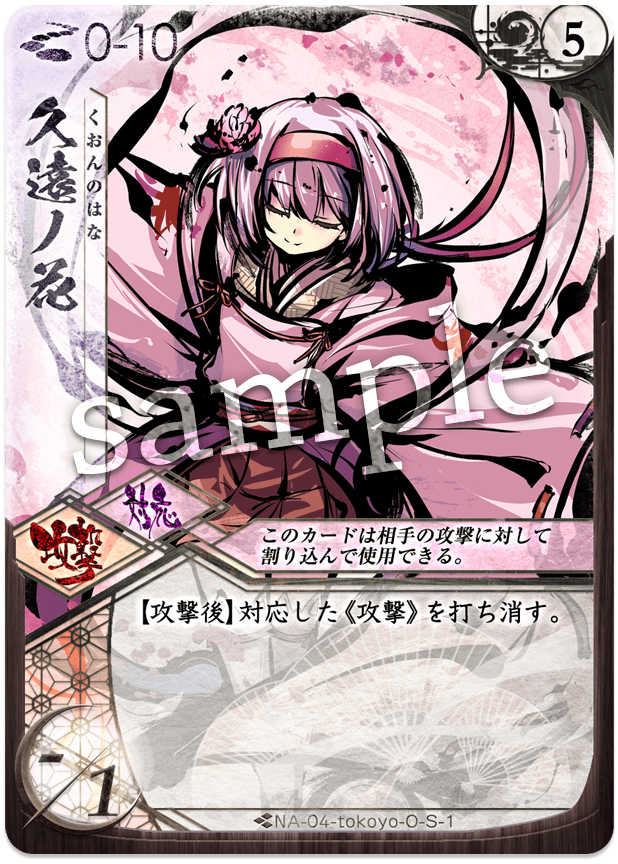 0-10
5
久遠ノ花
くおんのはな
sample
対応
攻撃
このカードは相手の攻撃に対して
割り込んで使用できる。
【攻撃後】対応した《攻撃》を打ち消す。
-/1
NA-04-tokoyo-O-S-1